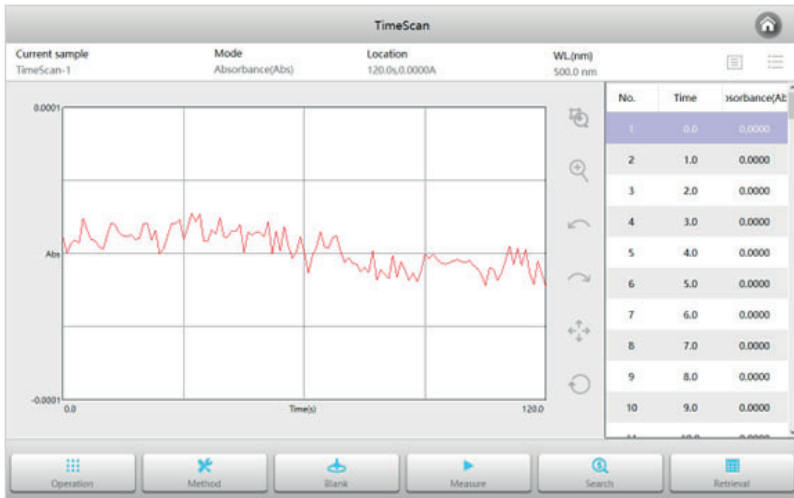 TimeScan
Current sample Mode Location WL.(nm)
TimeScan-1 Absorbance(Abs) 120.0s,0.0000A 500.0 nm
No. Time
0.0001
1 0.0 0.0000
2 1.0 0.0000
3 2.0 0.0000
4 3.0 0.0000
Abs
5 4.0 0.0000
6 5.0 0.0000
7 6.0 0.0000
8 7.0 0.0000
9 8.0 0.0000
-0.0001
10 9.0 0.0000
0.0 Time(s) 120.0
Operation Method Blank Measure Search Retrieval